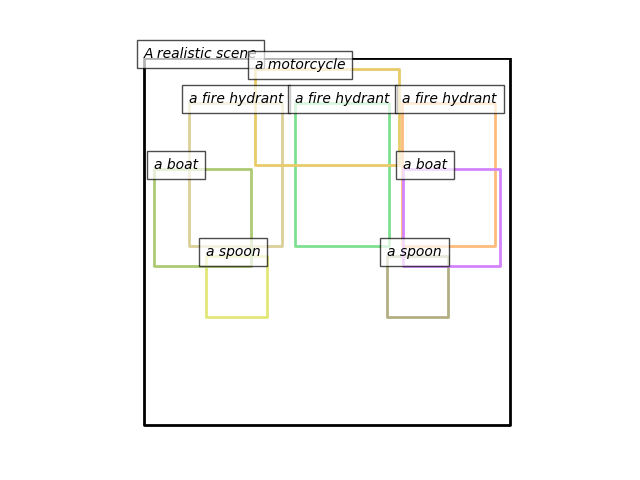 A realistic scene
a motorcycle
a fire hydrant
a fire hydrant
a fire hydrant
a boat
a boat
a spoon
a spoon